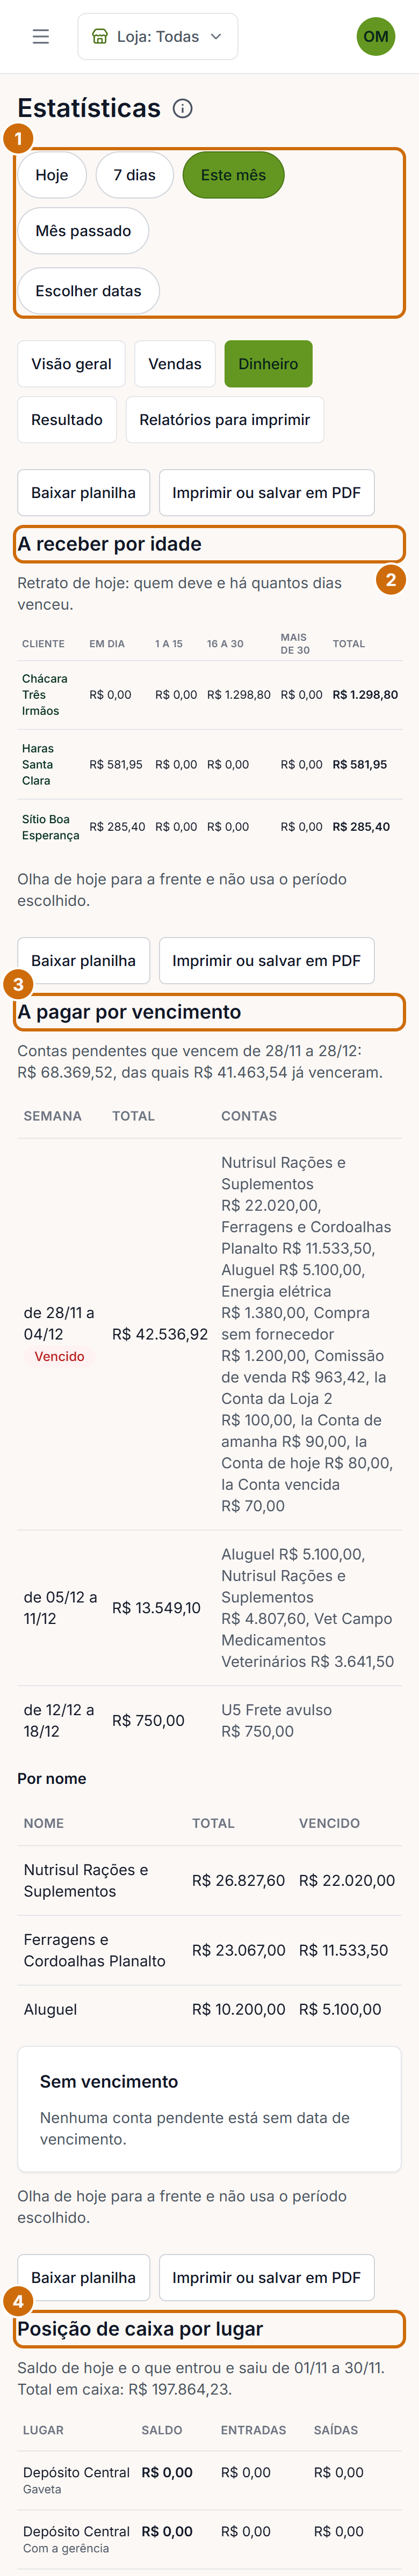 Loja: Todas
OM
Estatísticas
1
Hoje
7 dias
Este mês
Mês passado
Escolher datas
Visão geral
Vendas
Dinheiro
Resultado
Relatórios para imprimir
Baixar planilha
Imprimir ou salvar em PDF
A receber por idade
2
Retrato de hoje: quem deve e há quantos dias
venceu.
CLIENTE EM DIA 1 A 15 16 A 30 MAIS DE 30 TOTAL
Chácara
Três
Irmãos
R$ 0,00 R$ 0,00 R$ 1.298,80 R$ 0,00 R$ 1.298,80
Haras
Santa
Clara
R$ 581,95 R$ 0,00 R$ 0,00 R$ 0,00 R$ 581,95
Sítio Boa
Esperança
R$ 285,40 R$ 0,00 R$ 0,00 R$ 0,00 R$ 285,40
Olha de hoje para a frente e não usa o período
escolhido.
Baixar planilha
Imprimir ou salvar em PDF
3
A pagar por vencimento
Contas pendentes que vencem de 28/11 a 28/12:
R$ 68.369,52, das quais R$ 41.463,54 já venceram.
SEMANA TOTAL CONTAS
de 28/11 a
04/12
Vencido
R$ 42.536,92
Nutrisul Rações e
Suplementos
R$ 22.020,00,
Ferragens e Cordoalhas
Planalto R$ 11.533,50,
Aluguel R$ 5.100,00,
Energia elétrica
R$ 1.380,00, Compra
sem fornecedor
R$ 1.200,00, Comissão
de venda R$ 963,42, Ia
Conta da Loja 2
R$ 100,00, Ia Conta de
amanha R$ 90,00, Ia
Conta de hoje R$ 80,00,
Ia Conta vencida
R$ 70,00
de 05/12 a
11/12
R$ 13.549,10
Aluguel R$ 5.100,00,
Nutrisul Rações e
Suplementos
R$ 4.807,60, Vet Campo
Medicamentos
Veterinários R$ 3.641,50
de 12/12 a
18/12
R$ 750,00
U5 Frete avulso
R$ 750,00
Por nome
NOME TOTAL VENCIDO
Nutrisul Rações e
Suplementos
R$ 26.827,60 R$ 22.020,00
Ferragens e
Cordoalhas Planalto
R$ 23.067,00 R$ 11.533,50
Aluguel R$ 10.200,00 R$ 5.100,00
Sem vencimento
Nenhuma conta pendente está sem data de
vencimento.
Olha de hoje para a frente e não usa o período
escolhido.
Baixar planilha
Imprimir ou salvar em PDF
4
Posição de caixa por lugar
Saldo de hoje e o que entrou e saiu de 01/11 a 30/11.
Total em caixa: R$ 197.864,23.
LUGAR SALDO ENTRADAS SAÍDAS
Depósito Central R$ 0,00 R$ 0,00 R$ 0,00
Gaveta
Depósito Central R$ 0,00 R$ 0,00 R$ 0,00
Com a gerência